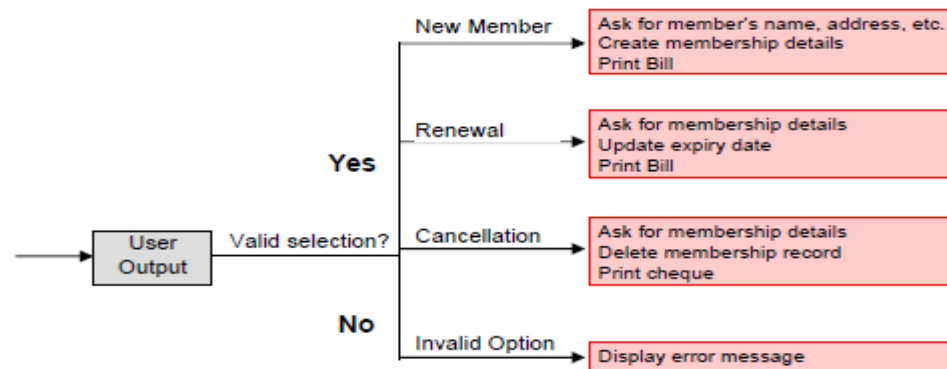 New Member
Ask for member's name, address, etc.
Create membership details
Print Bill
Renewal
Ask for membership details
Update expiry date
Print Bill
Yes
User
Output
Valid selection?
Cancellation
Ask for membership details
Delete membership record
Print cheque
No
Invalid Option
Display error message